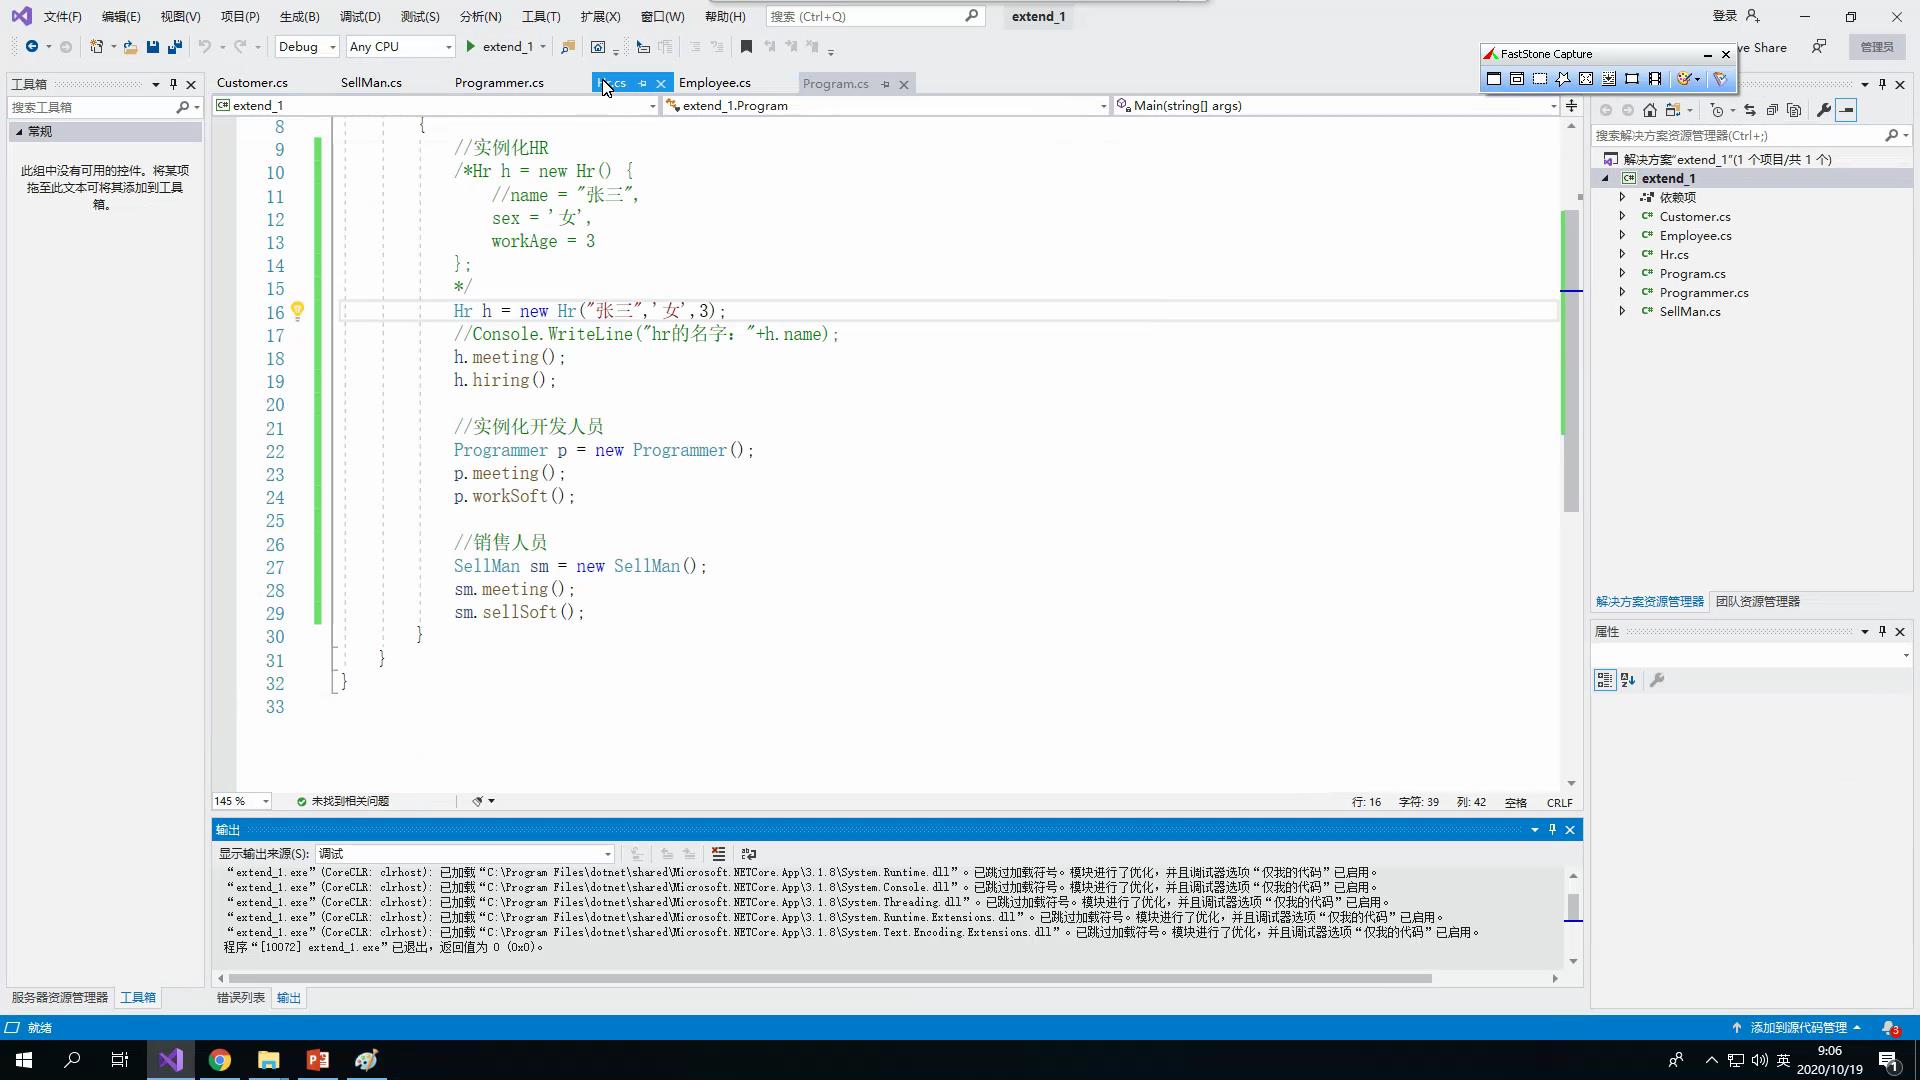 文件(F) 编辑(E) 视图(V) 项目(P) 生成(B) 调试(D) 测试(S) 分析(N) 工具(T) 扩展(X) 窗口(W) 帮助(H) 搜索 (Ctrl+Q) extend_1 登录
Debug Any CPU extend_1 ve Share 管理员
FastStone Capture
工具箱
搜索工具箱
常规
此组中没有可用的控件。将某项
拖至此文本可将其添加到工具
箱。
Customer.cs SellMan.cs Programmer.cs Employee.cs Program.cs
extend_1 extend_1.Program Main(string[] args)
8 {
9 //实例化HR
10 /*Hr h = new Hr() {
11 //name = "张三",
12 sex = '女',
13 workAge = 3
14 };
15 */
16 Hr h = new Hr("张三",'女',3);
17 //Console.WriteLine("hr的名字："+h.name);
18 h.meeting();
19 h.hiring();
20
21 //实例化开发人员
22 Programmer p = new Programmer();
23 p.meeting();
24 p.workSoft();
25
26 //销售人员
27 SellMan sm = new SellMan();
28 sm.meeting();
29 sm.sellSoft();
30 }
31 }
32 }
33
145 % 未找到相关问题 行: 16 字符: 39 列: 42 空格 CRLF
输出
显示输出来源(S): 调试
“extend_1.exe”(CoreCLR: clrhost): 已加载“C:\Program Files\dotnet\shared\Microsoft.NETCore.App\3.1.8\System.Runtime.dll”。已跳过加载符号。模块进行了优化，并且调试器选项“仅我的代码”已启用。
“extend_1.exe”(CoreCLR: clrhost): 已加载“C:\Program Files\dotnet\shared\Microsoft.NETCore.App\3.1.8\System.Console.dll”。已跳过加载符号。模块进行了优化，并且调试器选项“仅我的代码”已启用。
“extend_1.exe”(CoreCLR: clrhost): 已加载“C:\Program Files\dotnet\shared\Microsoft.NETCore.App\3.1.8\System.Threading.dll”。已跳过加载符号。模块进行了优化，并且调试器选项“仅我的代码”已启用。
“extend_1.exe”(CoreCLR: clrhost): 已加载“C:\Program Files\dotnet\shared\Microsoft.NETCore.App\3.1.8\System.Runtime.Extensions.dll”。已跳过加载符号。模块进行了优化，并且调试器选项“仅我的代码”已启用。
“extend_1.exe”(CoreCLR: clrhost): 已加载“C:\Program Files\dotnet\shared\Microsoft.NETCore.App\3.1.8\System.Text.Encoding.Extensions.dll”。已跳过加载符号。模块进行了优化，并且调试器选项“仅我的代码”已启用。
程序“[10072] extend_1.exe”已退出，返回值为 0 (0x0)。
服务器资源管理器 工具箱 错误列表 输出
搜索解决方案资源管理器(Ctrl+;)
解决方案"extend_1"(1 个项目/共 1 个)
extend_1
依赖项
Customer.cs
Employee.cs
Hr.cs
Program.cs
Programmer.cs
SellMan.cs
解决方案资源管理器 团队资源管理器
属性
就绪 添加到源代码管理 3
英 9:06
2020/10/19 1